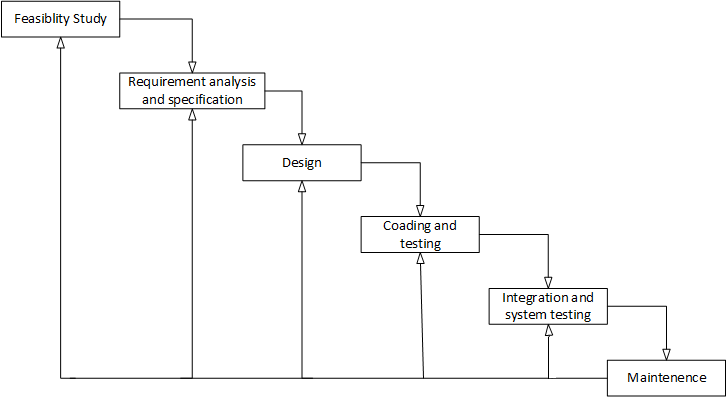 Feasiblity Study
Requirement analysis
and specification
Design
Coading and
testing
Integration and
system testing
Maintenence